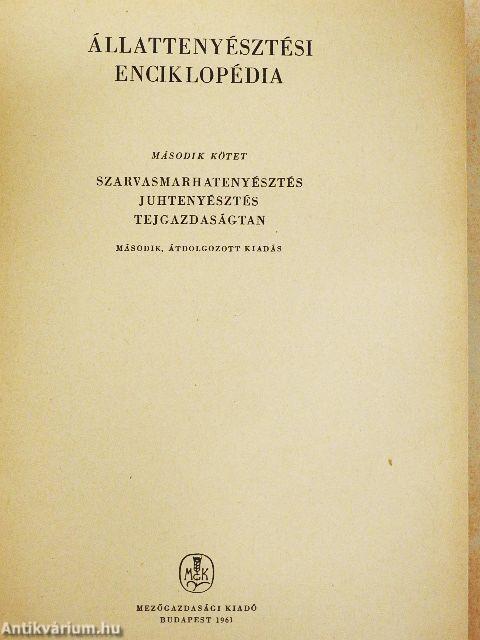 ÁLLATTENYÉSZTÉSI
ENCIKLOPÉDIA
MÁSODIK KÖTET
SZARVASMARHATENYÉSZTÉS
JUHTENYÉSZTÉS
TEJGAZDASÁGTAN
MÁSODIK, ÁTDOLGOZOTT KIADÁS
MGK
MEZŐGAZDASÁGI KIADÓ
BUDAPEST 1961
Antikvárium.hu